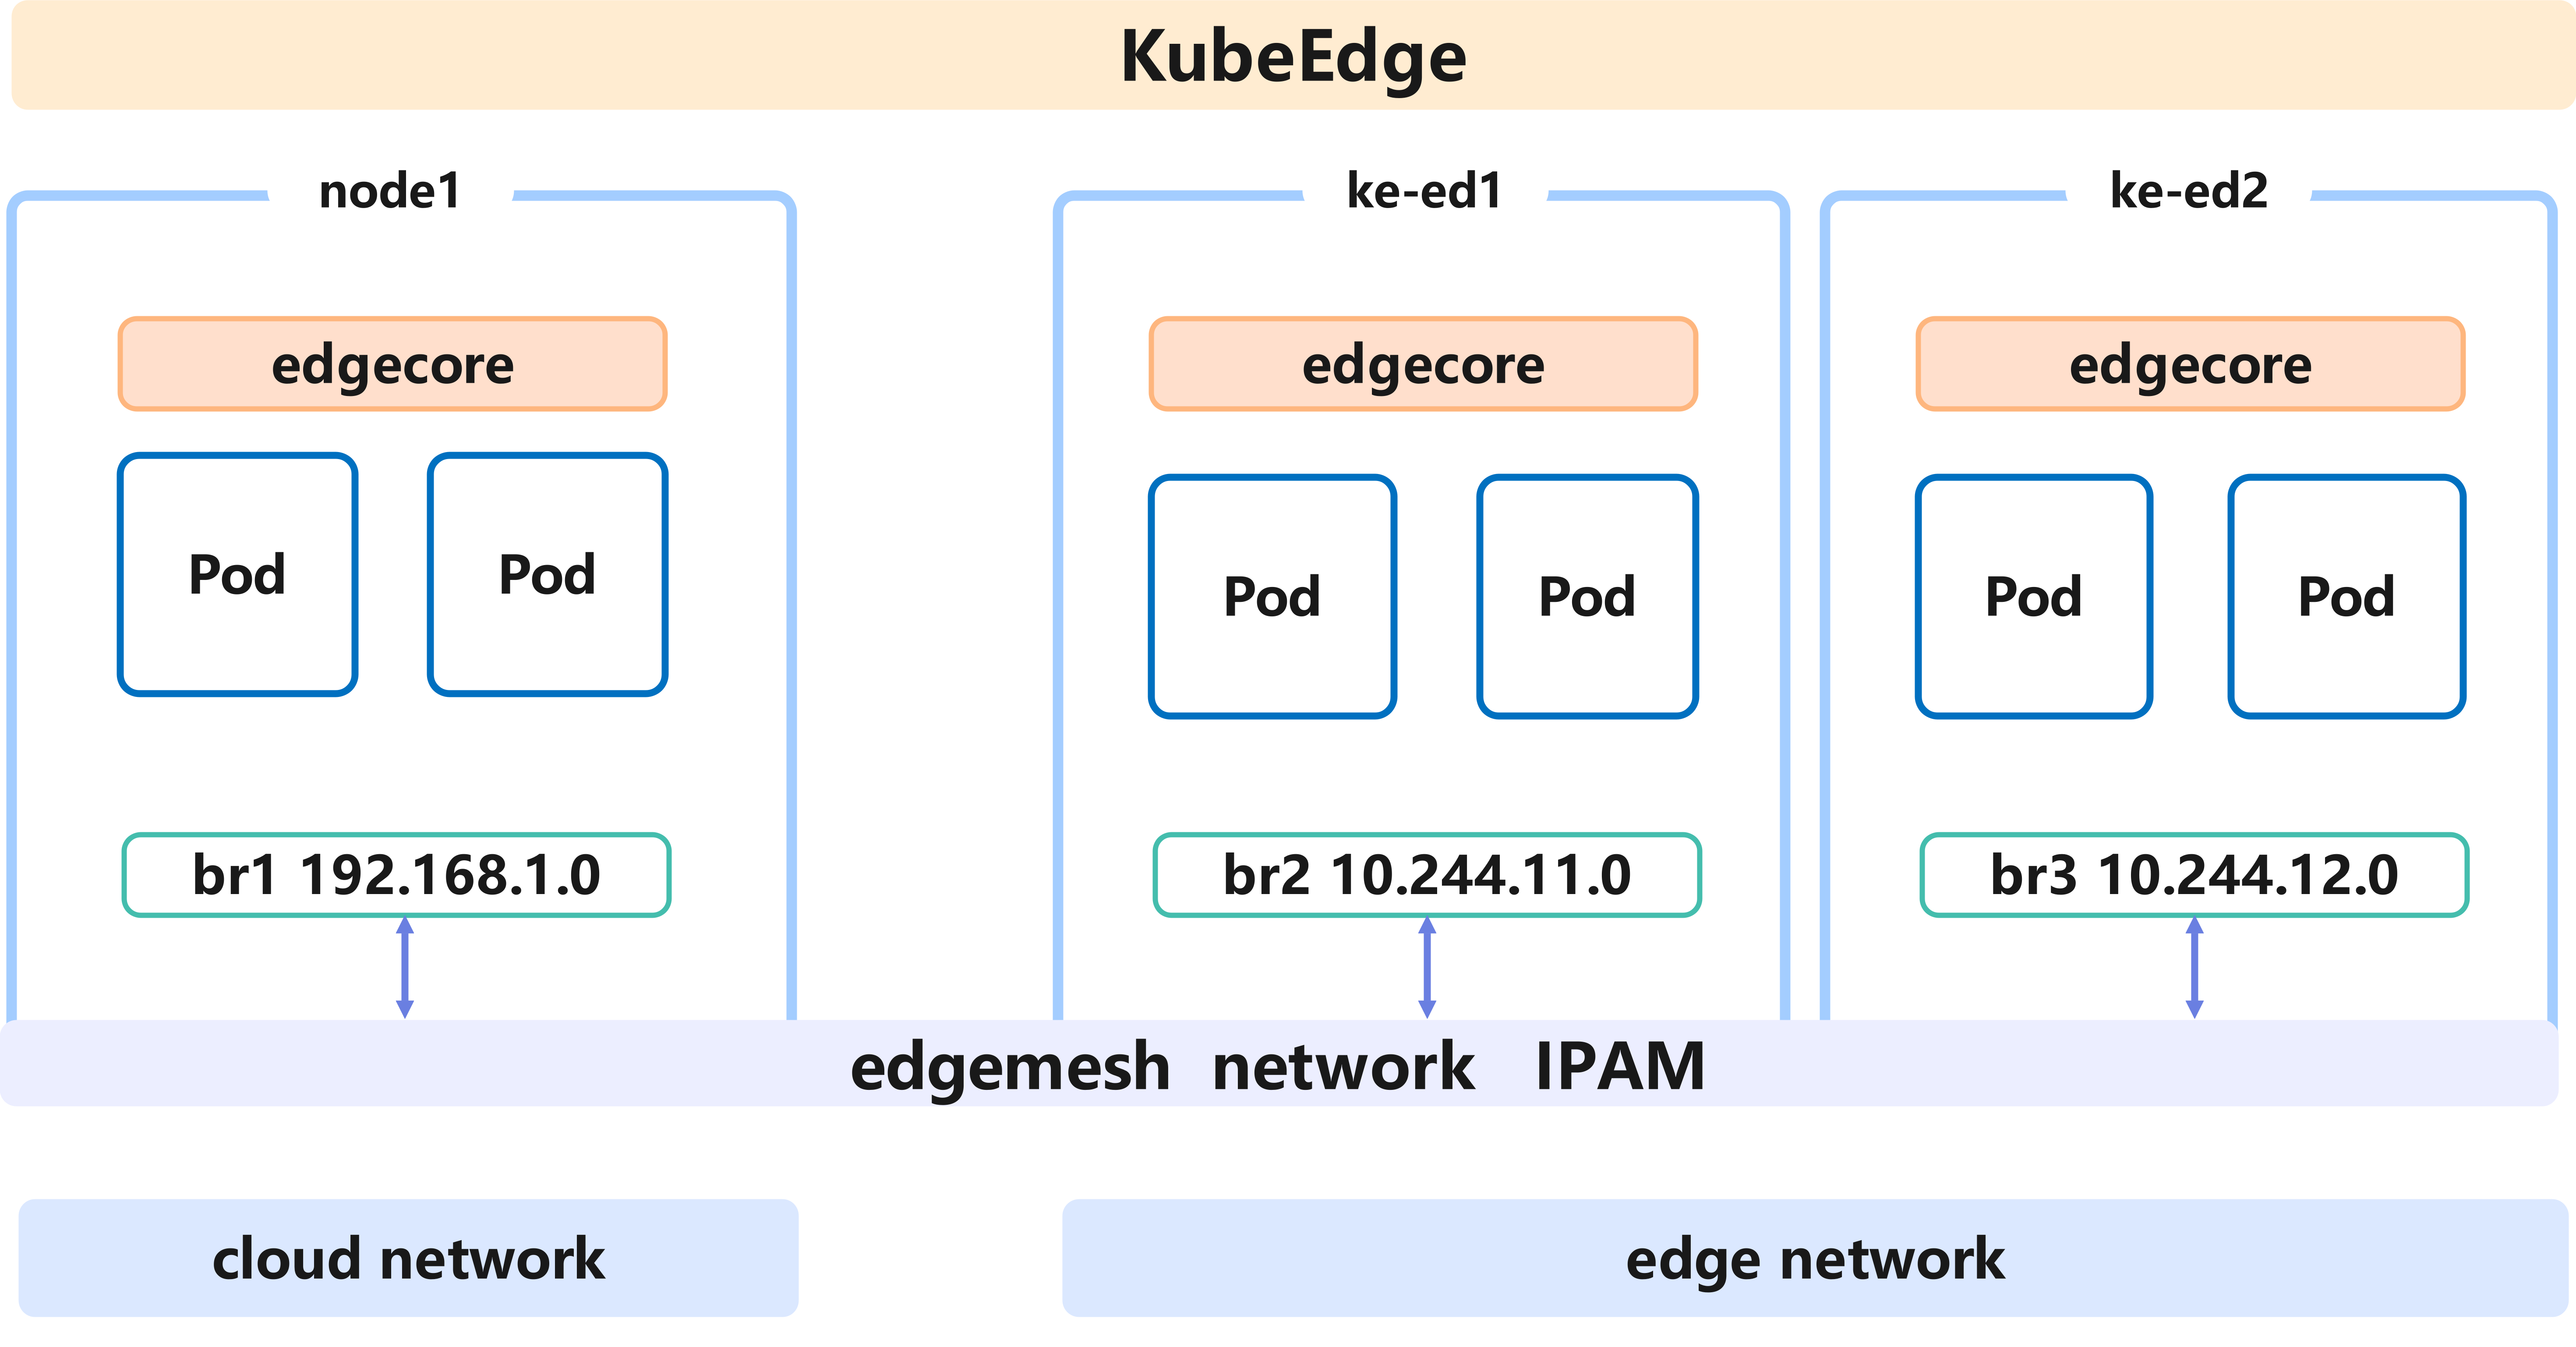 KubeEdge
node1
ke-ed1
ke-ed2
edgecore
edgecore
edgecore
Pod
Pod
Pod
Pod
Pod
Pod
br1 192.168.1.0
br2 10.244.11.0
br3 10.244.12.0
edgemesh network IPAM
cloud network
edge network